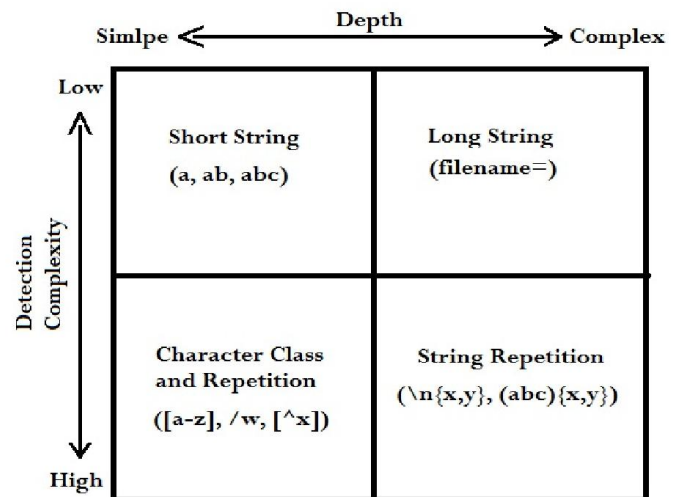 Depth
Simlpe Complex
Low
Short String
(a, ab, abc)
Long String
(filename=)
Detection
Complexity
Character Class
and Repetition
([a-z], /w, [^x])
String Repetition
(\n{x,y}, (abc){x,y})
High